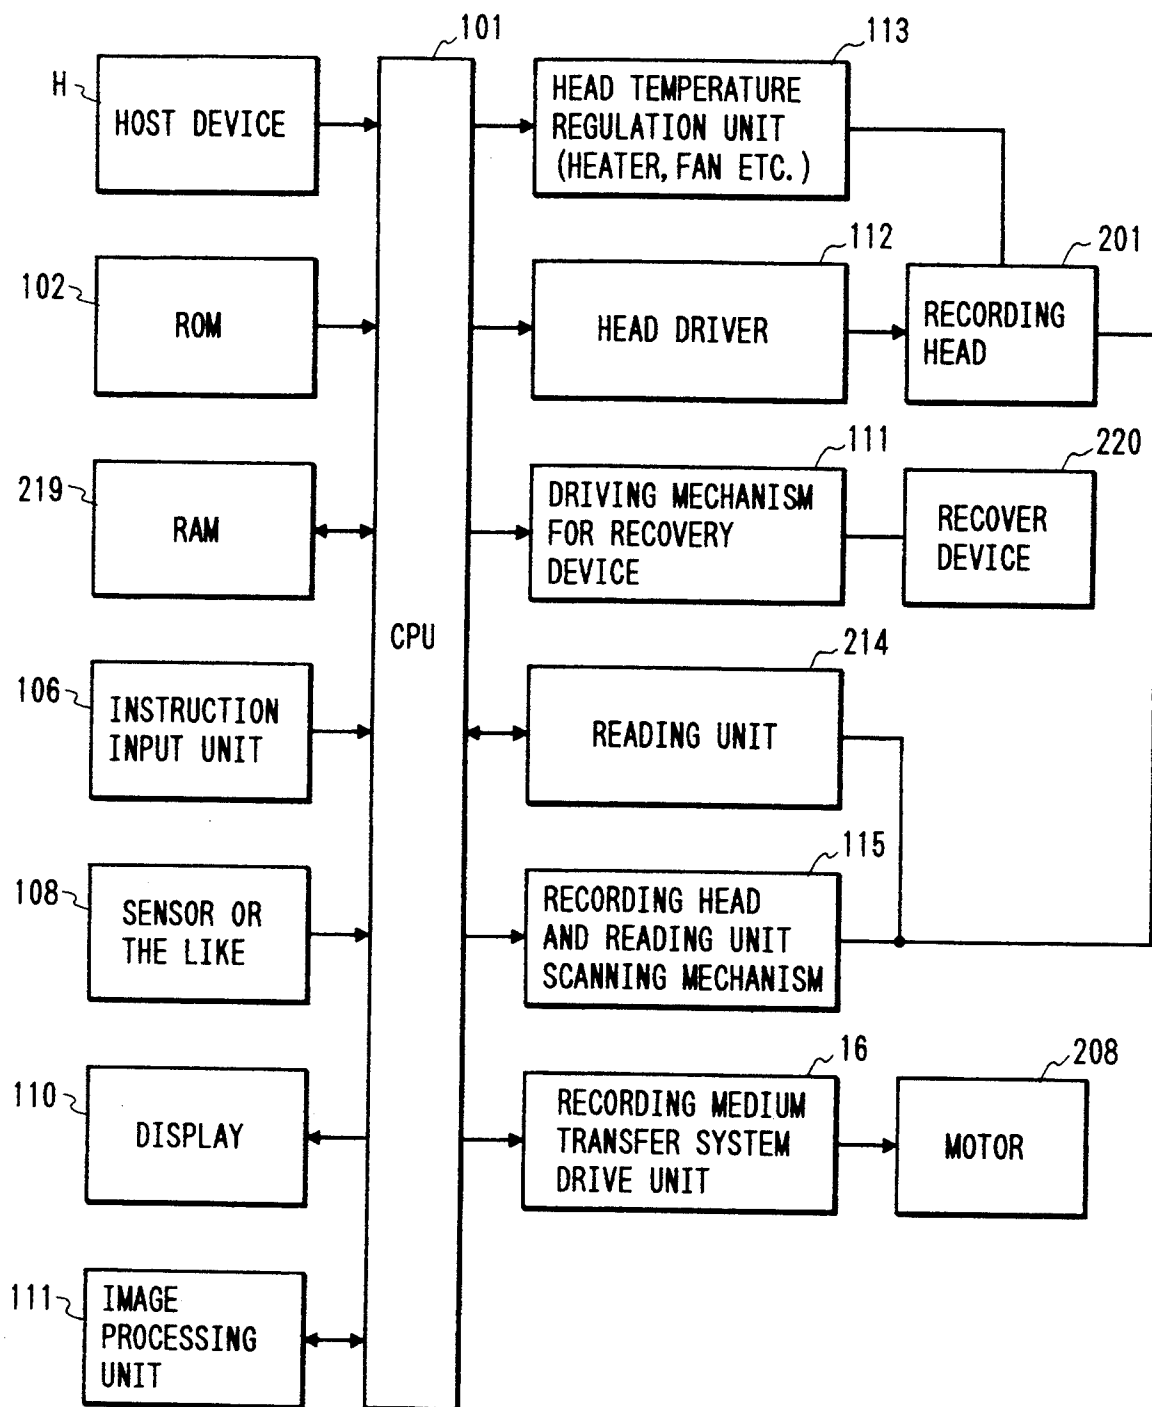 101
113
H
HOST DEVICE
HEAD TEMPERATURE
REGULATION UNIT
(HEATER, FAN ETC.)
112
201
102
ROM
HEAD DRIVER
RECORDING
HEAD
111
220
219
RAM
DRIVING MECHANISM
FOR RECOVERY
DEVICE
RECOVER
DEVICE
CPU
214
106
INSTRUCTION
INPUT UNIT
READING UNIT
115
108
SENSOR OR
THE LIKE
RECORDING HEAD
AND READING UNIT
SCANNING MECHANISM
16
208
110
DISPLAY
RECORDING MEDIUM
TRANSFER SYSTEM
DRIVE UNIT
MOTOR
111
IMAGE
PROCESSING
UNIT